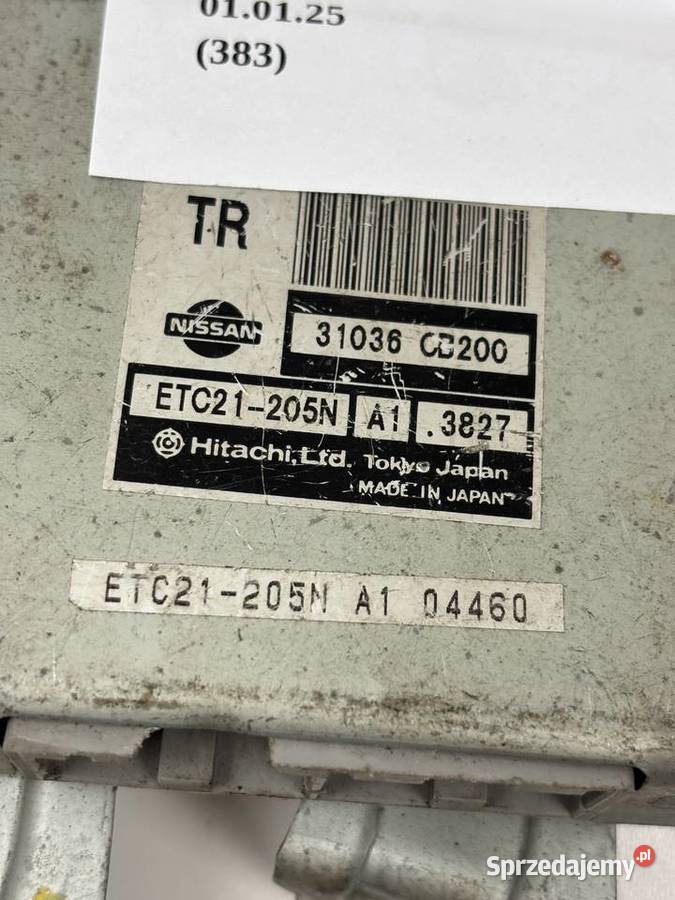 01.01.25
(383)
TR
NISSAN
31036 CB200
ETC21-205N A1 .3827
Hitachi, Ltd. Tokyo Japan
MADE IN JAPAN
ETC21-205N A1 04460
Sprzedajemy.pl